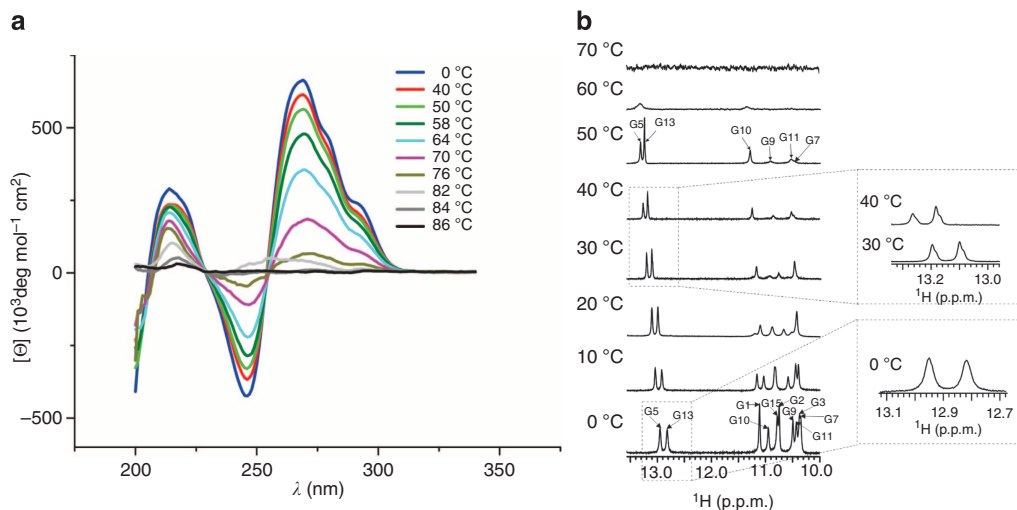 a
[Θ] (10³deg mol⁻¹ cm²)
500
0
−500
200
250
300
350
λ (nm)
0 °C
40 °C
50 °C
58 °C
64 °C
70 °C
76 °C
82 °C
84 °C
86 °C
b
70 °C
60 °C
50 °C
G5 G13 G10 G9 G11 G7
40 °C
30 °C
20 °C
10 °C
0 °C
G5 G13 G1 G10 G15 G2 G9 G3 G7 G11
13.0 12.0 11.0 10.0
¹H (p.p.m.)
40 °C
30 °C
13.2 13.0
¹H (p.p.m.)
0 °C
13.1 12.9 12.7
¹H (p.p.m.)